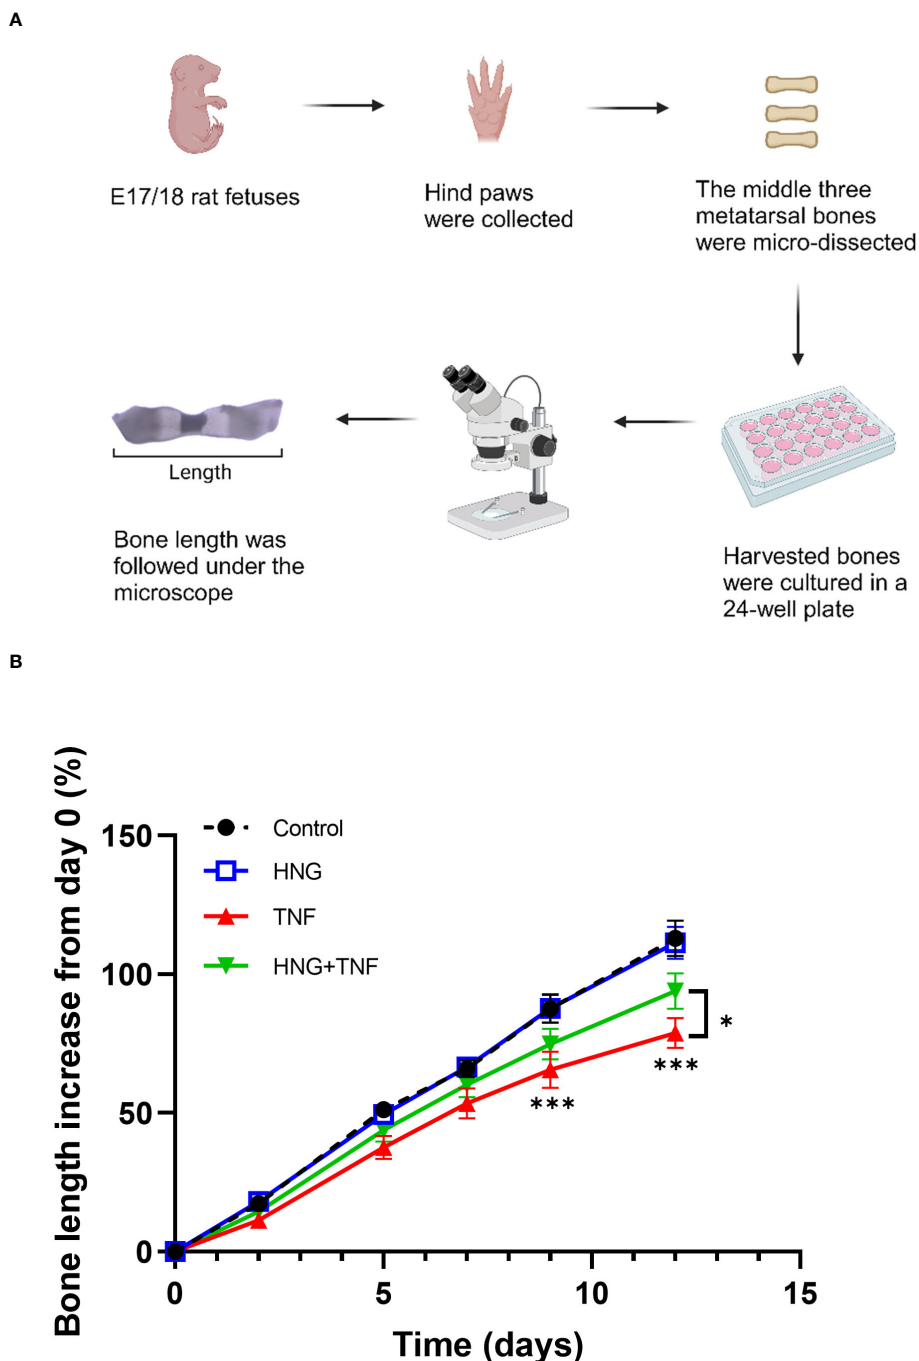 A
E17/18 rat fetuses
Hind paws
were collected
The middle three
metatarsal bones
were micro-dissected
Length
Bone length was
followed under the
microscope
Harvested bones
were cultured in a
24-well plate
B
Bone length increase from day 0 (%)
150
100
50
0
Control
HNG
TNF
HNG+TNF
*
***
***
0
5
10
15
Time (days)